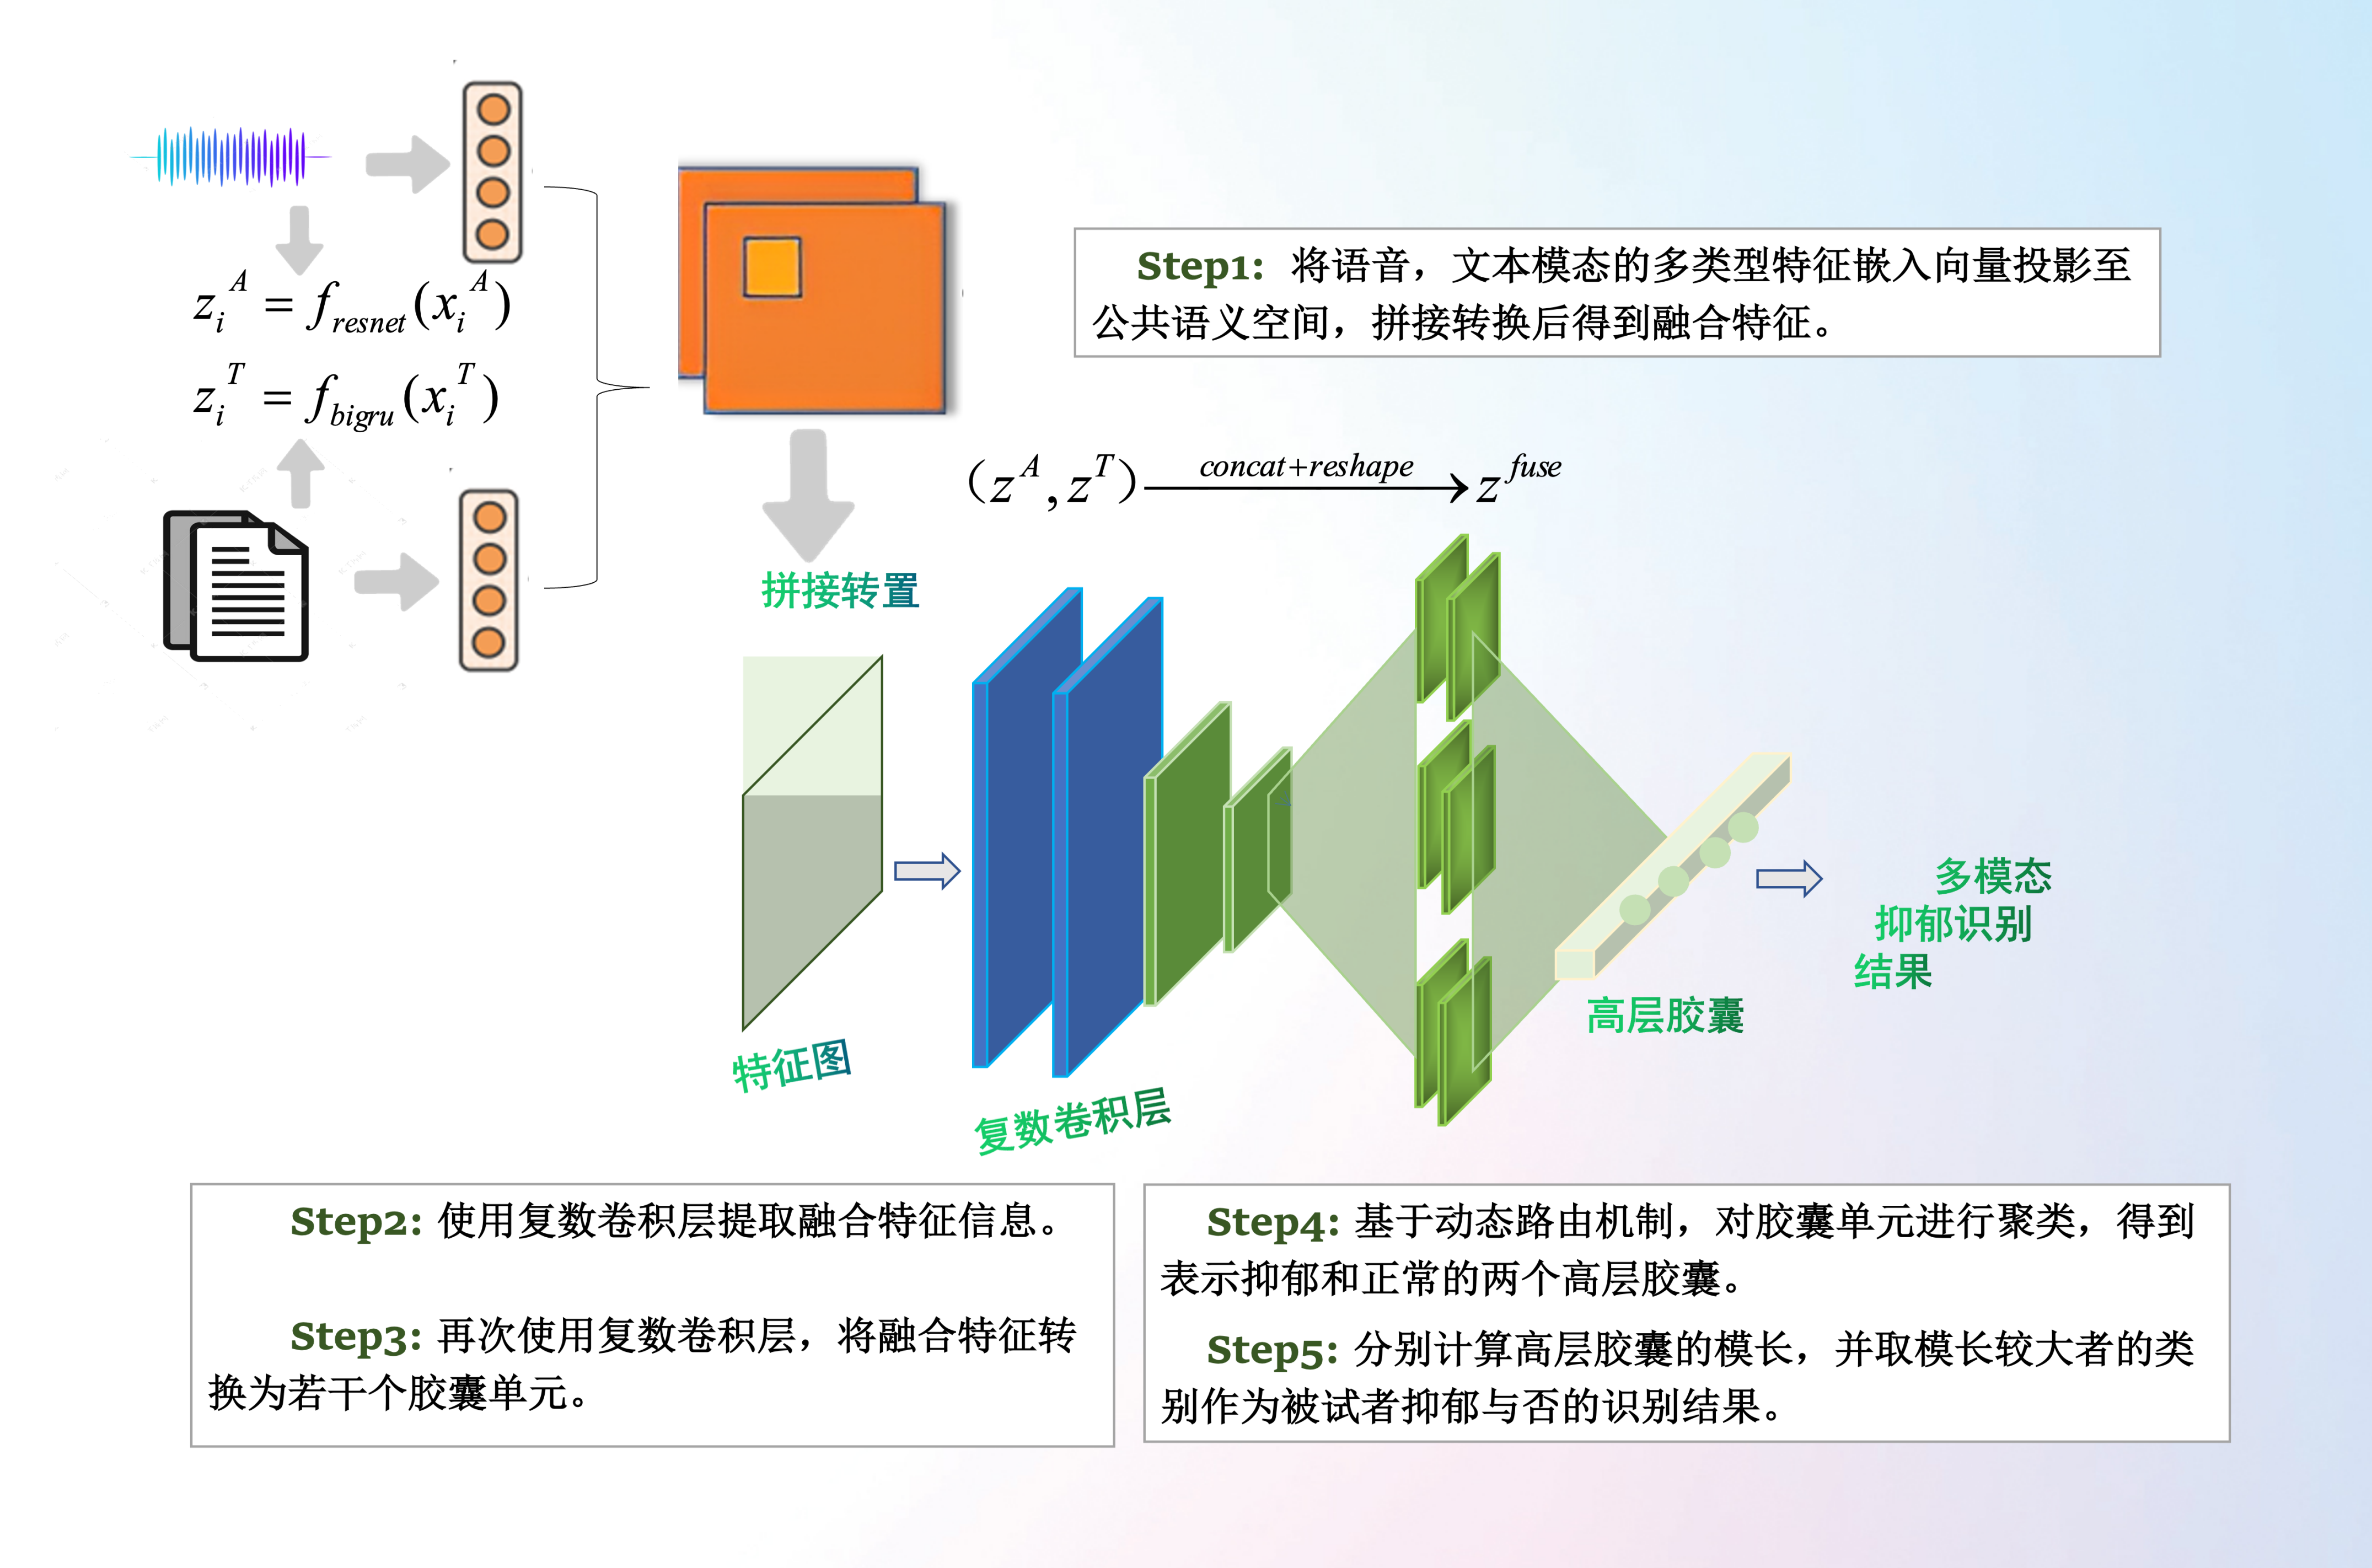 z_i^A = f_resnet(x_i^A)
z_i^T = f_bigru(x_i^T)
Step1: 将语音，文本模态的多类型特征嵌入向量投影至
公共语义空间，拼接转换后得到融合特征。
concat+reshape
(z^A, z^T) → z^fuse
拼接转置
特征图
复数卷积层
高层胶囊
多模态
抑郁识别
结果
Step2: 使用复数卷积层提取融合特征信息。
Step3: 再次使用复数卷积层，将融合特征转
换为若干个胶囊单元。
Step4: 基于动态路由机制，对胶囊单元进行聚类，得到
表示抑郁和正常的两个高层胶囊。
Step5: 分别计算高层胶囊的模长，并取模长较大者的类
别作为被试者抑郁与否的识别结果。